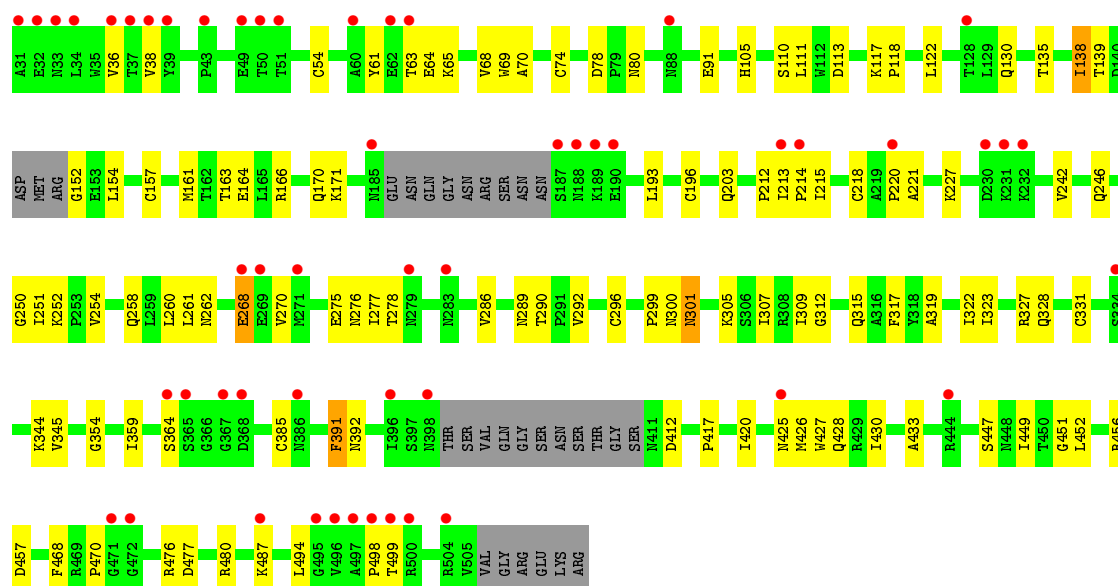 A31 E32 N33 L34 W35 V36 T37 V38 Y39 P43 E49 T50 T51 C54 A60 Y61 E62 T63 E64 K65 V68 W69 A70 C74 D78 P79 N80 N88 E91 H105 S110 L111 W112 D113 K117 P118 L122 T128 L129 Q130 T135 I138 T139 D140
ASP MET ARG G152 E153 L154 C157 M161 T162 T163 E164 L165 R166 Q170 K171 N185 GLU ASN GLN GLY ASN ARG SER ASN ASN S187 N188 K189 E190 L193 C196 Q203 P212 I213 P214 I215 C218 A219 P220 A221 K227 D230 K231 K232 V242 Q246
G250 I251 K252 P253 V254 Q258 L259 L260 L261 N262 E268 E269 V270 M271 E275 N276 I277 T278 N279 N283 V286 N289 T290 P291 V292 C296 P299 N300 N301 K305 S306 I307 R308 I309 G312 Q315 A316 F317 Y318 A319 I322 I323 R327 Q328 C331 S334
K344 V345 G354 I359 S364 S365 G366 G367 D368 C385 N386 F391 N392 I396 S397 N398 THR SER VAL GLN GLY SER ASN SER THR GLY SER N411 D412 P417 I420 N425 M426 W427 Q428 R429 I430 A433 R444 S447 N448 I449 T450 G451 L452 R456
D457 F468 R469 P470 G471 G472 R476 D477 R480 K487 L494 G495 V496 A497 P498 T499 R500 R504 V505 VAL GLY ARG GLU LYS ARG